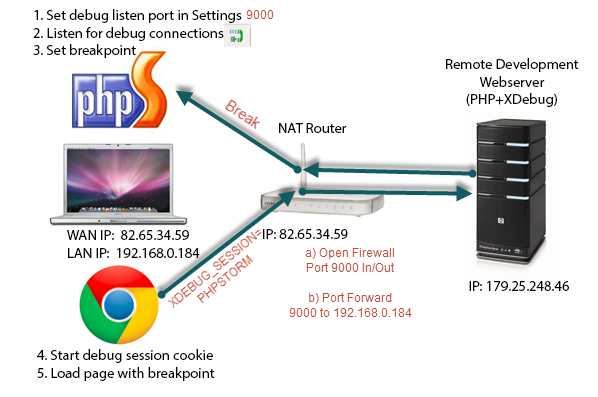 1. Set debug listen port in Settings 9000
2. Listen for debug connections
3. Set breakpoint
phpS
Break
NAT Router
Remote Development
Webserver
(PHP+XDebug)
WAN IP: 82.65.34.59
LAN IP: 192.168.0.184
XDEBUG_SESSION=
PHPSTORM
IP: 82.65.34.59
a) Open Firewall
Port 9000 In/Out
b) Port Forward
9000 to 192.168.0.184
IP: 179.25.248.46
4. Start debug session cookie
5. Load page with breakpoint